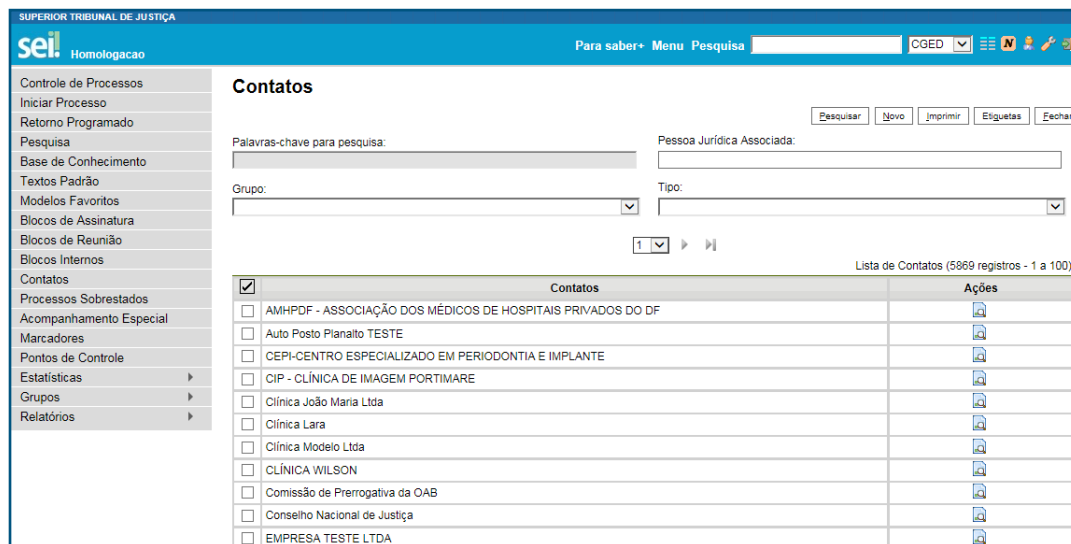 SUPERIOR TRIBUNAL DE JUSTIÇA
sei! Homologacao
Para saber+ Menu Pesquisa CGED N
Controle de Processos
Iniciar Processo
Retorno Programado
Pesquisa
Base de Conhecimento
Textos Padrão
Modelos Favoritos
Blocos de Assinatura
Blocos de Reunião
Blocos Internos
Contatos
Processos Sobrestados
Acompanhamento Especial
Marcadores
Pontos de Controle
Estatísticas
Grupos
Relatórios
Contatos
Pesquisar Novo Imprimir Etiquetas Fechar
Palavras-chave para pesquisa:
Pessoa Jurídica Associada:
Grupo:
Tipo:
1
Lista de Contatos (5869 registros - 1 a 100)
Contatos Ações
AMHPDF - ASSOCIAÇÃO DOS MÉDICOS DE HOSPITAIS PRIVADOS DO DF
Auto Posto Planalto TESTE
CEPI-CENTRO ESPECIALIZADO EM PERIODONTIA E IMPLANTE
CIP - CLÍNICA DE IMAGEM PORTIMARE
Clínica João Maria Ltda
Clínica Lara
Clínica Modelo Ltda
CLÍNICA WILSON
Comissão de Prerrogativa da OAB
Conselho Nacional de Justiça
EMPRESA TESTE LTDA